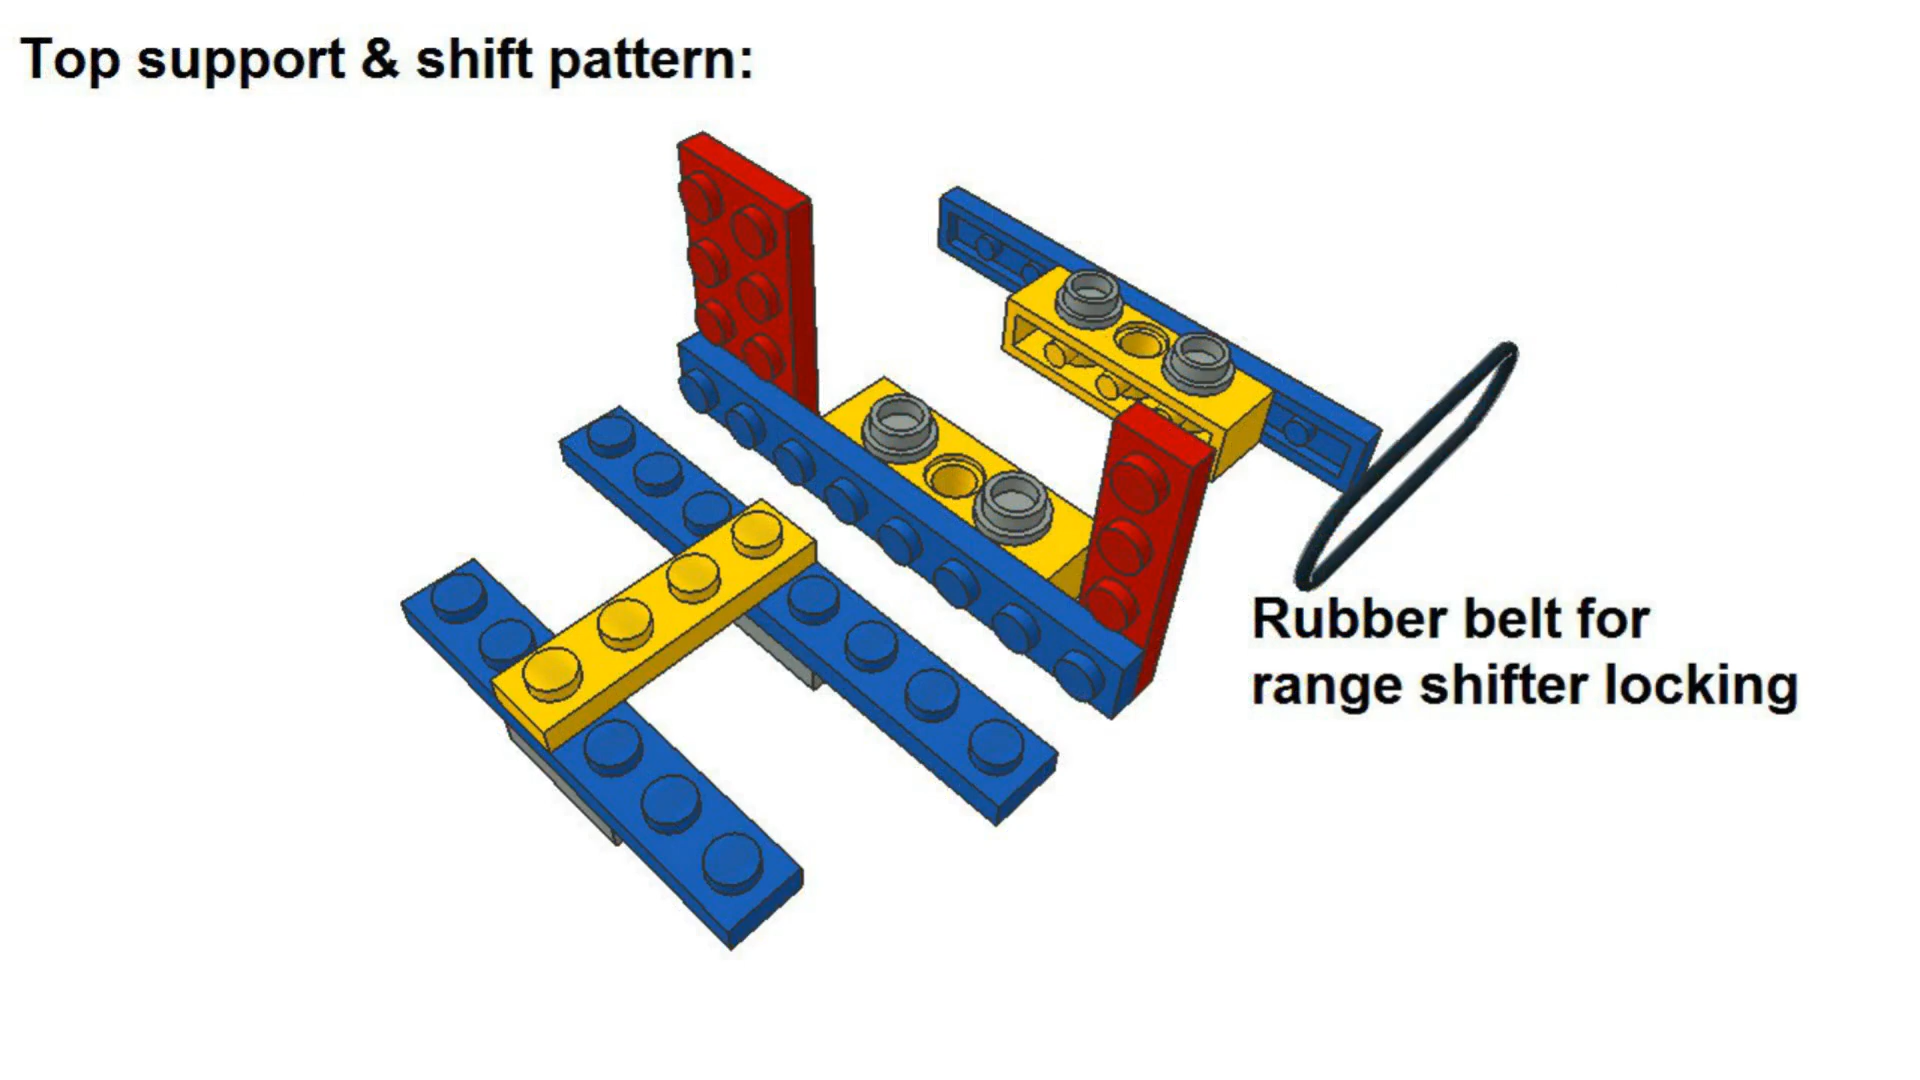 Top support & shift pattern:
Rubber belt for
range shifter locking